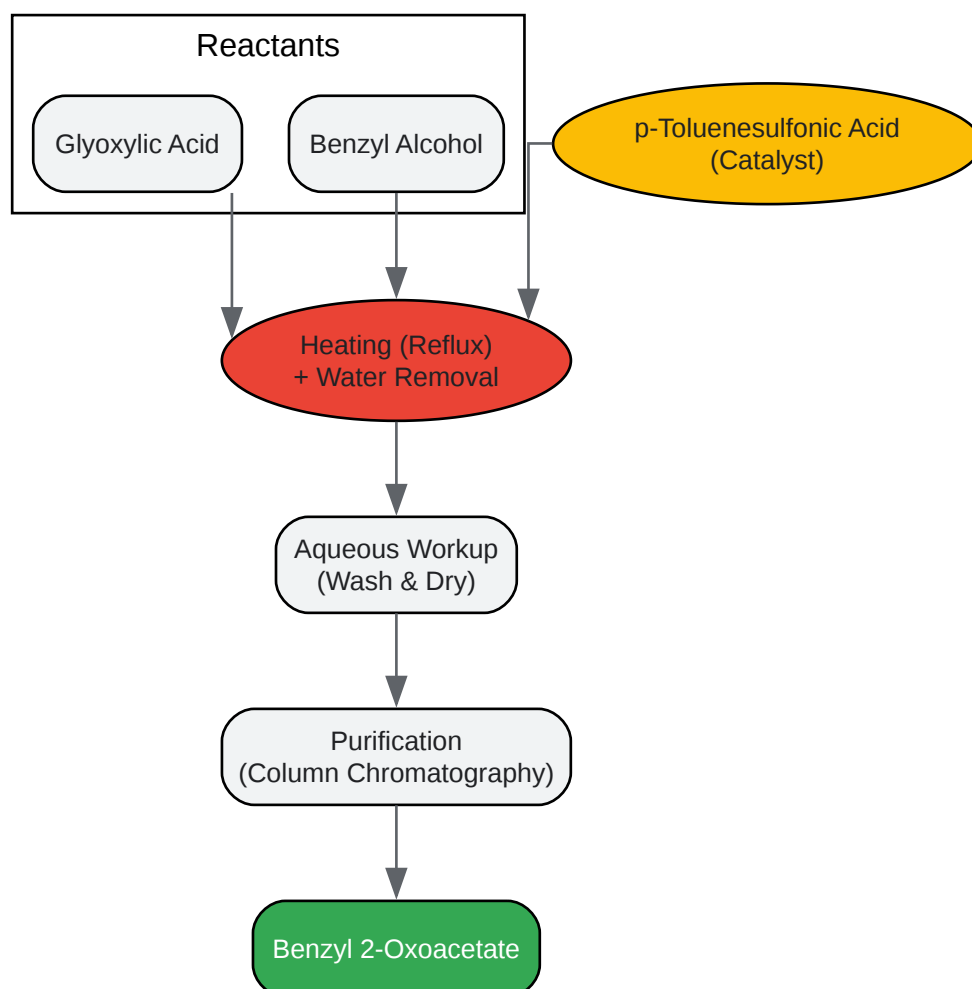 Reactants
Glyoxylic Acid
Benzyl Alcohol
p-Toluenesulfonic Acid
(Catalyst)
Heating (Reflux)
+ Water Removal
Aqueous Workup
(Wash & Dry)
Purification
(Column Chromatography)
Benzyl 2-Oxoacetate